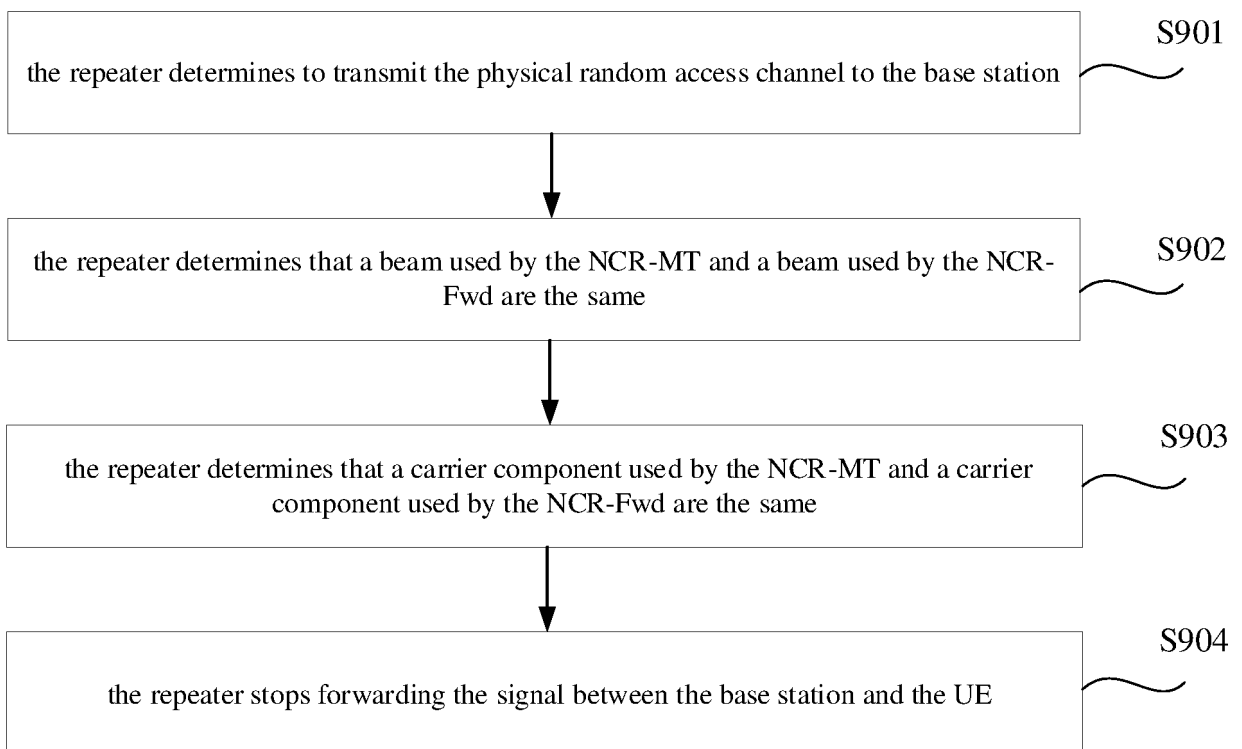 S901
the repeater determines to transmit the physical random access channel to the base station
S902
the repeater determines that a beam used by the NCR-MT and a beam used by the NCR-
Fwd are the same
S903
the repeater determines that a carrier component used by the NCR-MT and a carrier
component used by the NCR-Fwd are the same
S904
the repeater stops forwarding the signal between the base station and the UE